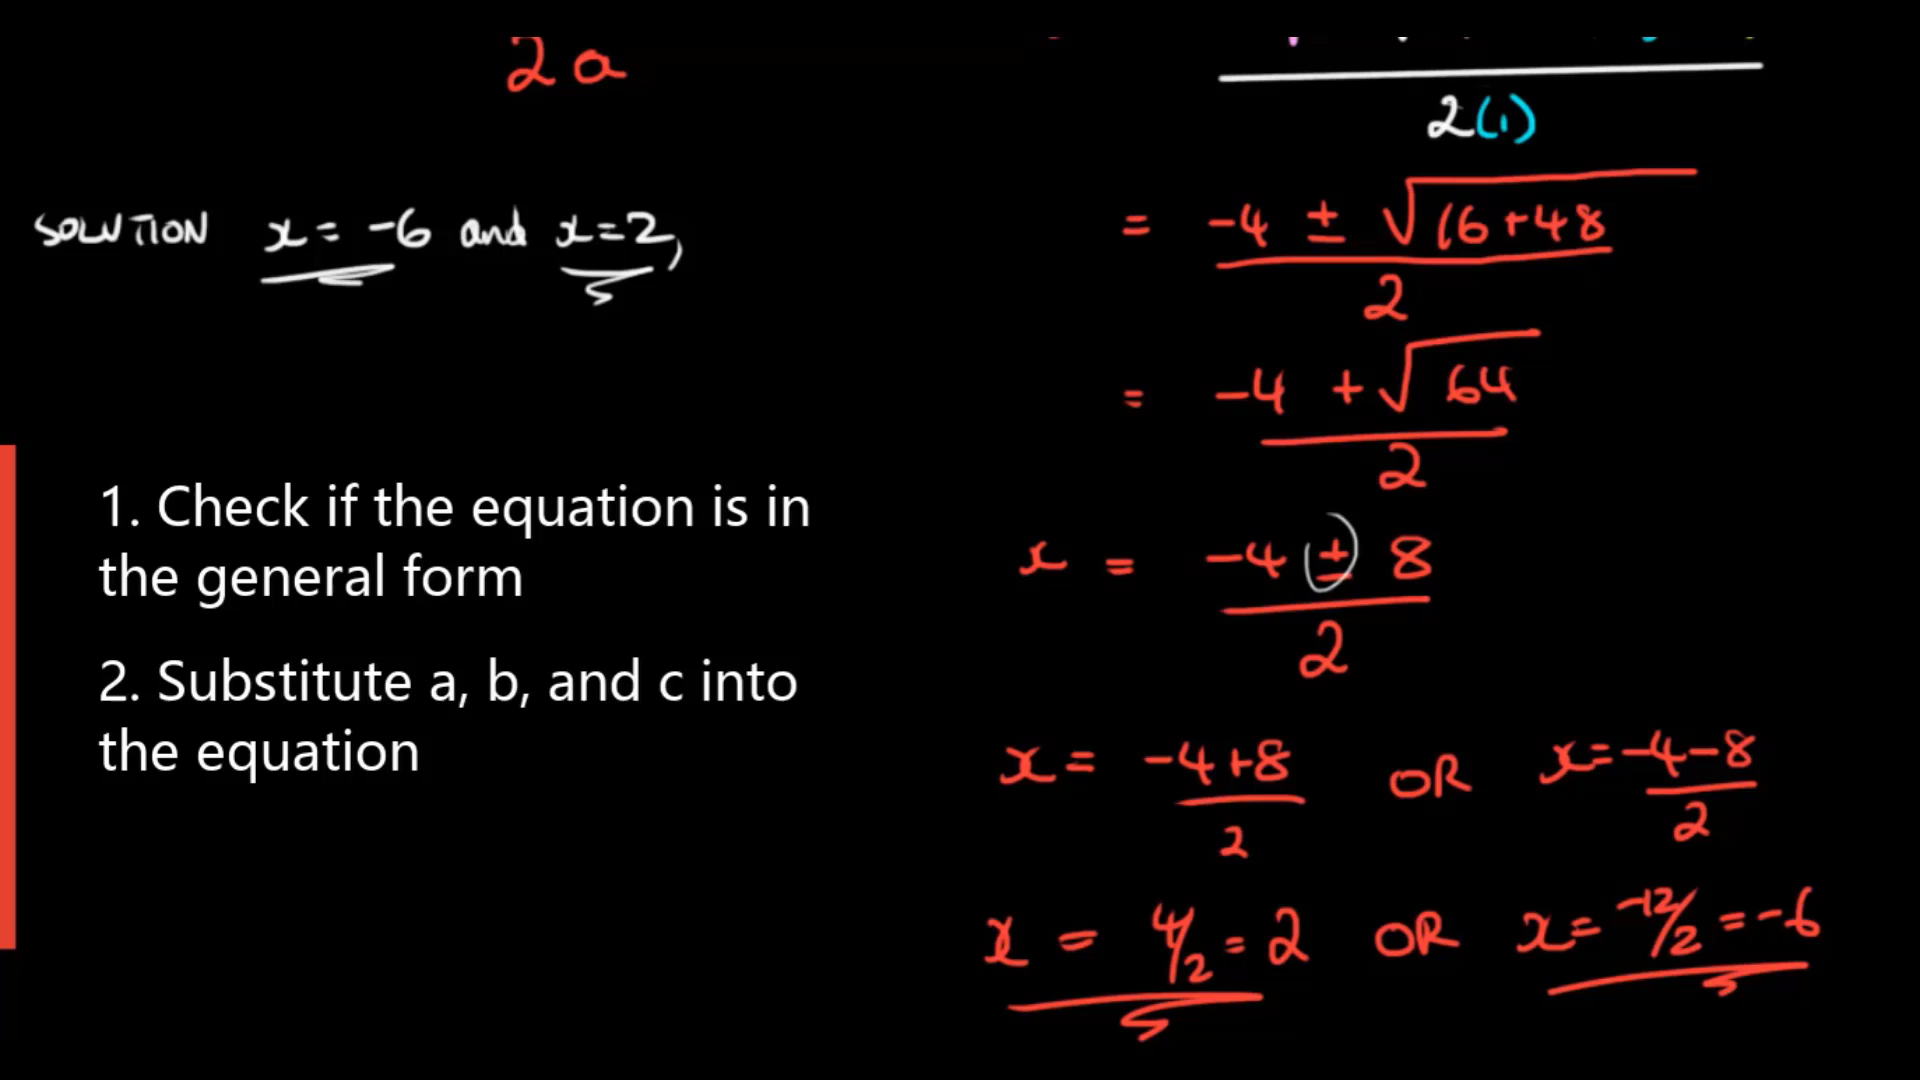 2a
SOLUTION x = -6 and x=2,
1. Check if the equation is in
the general form
2. Substitute a, b, and c into
the equation
2(1)
= -4 ± √16+48
2
= -4 + √64
2
x = -4 ± 8
2
x = -4+8 OR x = -4-8
2 2
x = 4/2 = 2 OR x = -12/2 = -6